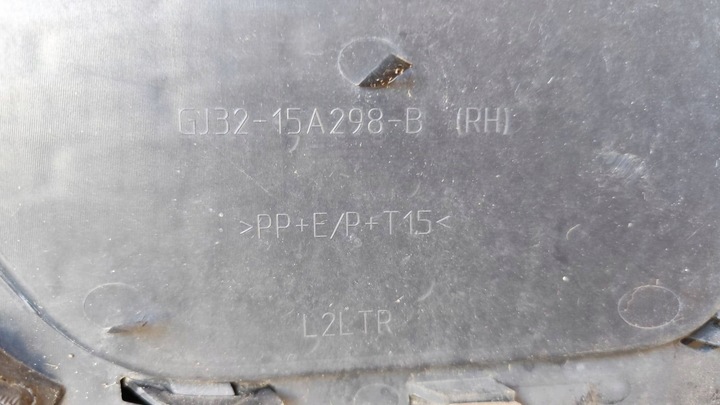 GJ32-15A298-B (RH)
>PP+E/P+T15<
L2LTR